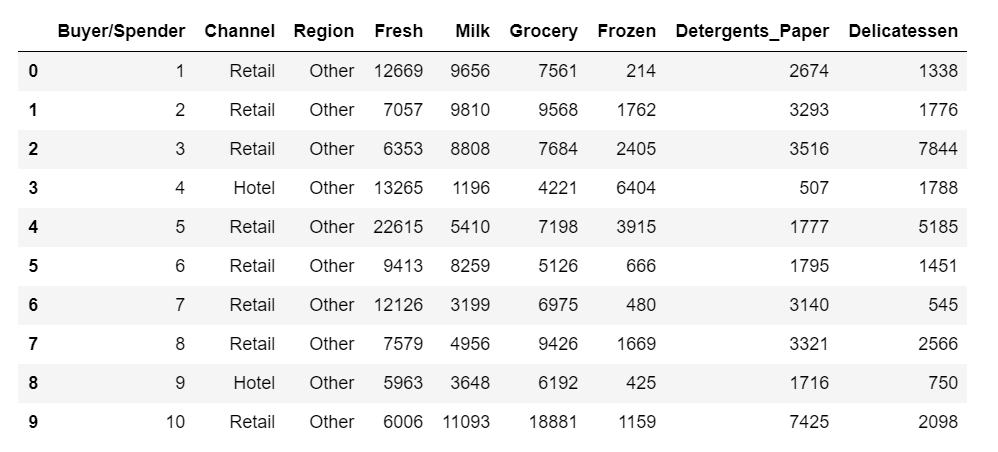 Buyer/Spender Channel Region Fresh Milk Grocery Frozen Detergents_Paper Delicatessen
0 1 Retail Other 12669 9656 7561 214 2674 1338
1 2 Retail Other 7057 9810 9568 1762 3293 1776
2 3 Retail Other 6353 8808 7684 2405 3516 7844
3 4 Hotel Other 13265 1196 4221 6404 507 1788
4 5 Retail Other 22615 5410 7198 3915 1777 5185
5 6 Retail Other 9413 8259 5126 666 1795 1451
6 7 Retail Other 12126 3199 6975 480 3140 545
7 8 Retail Other 7579 4956 9426 1669 3321 2566
8 9 Hotel Other 5963 3648 6192 425 1716 750
9 10 Retail Other 6006 11093 18881 1159 7425 2098